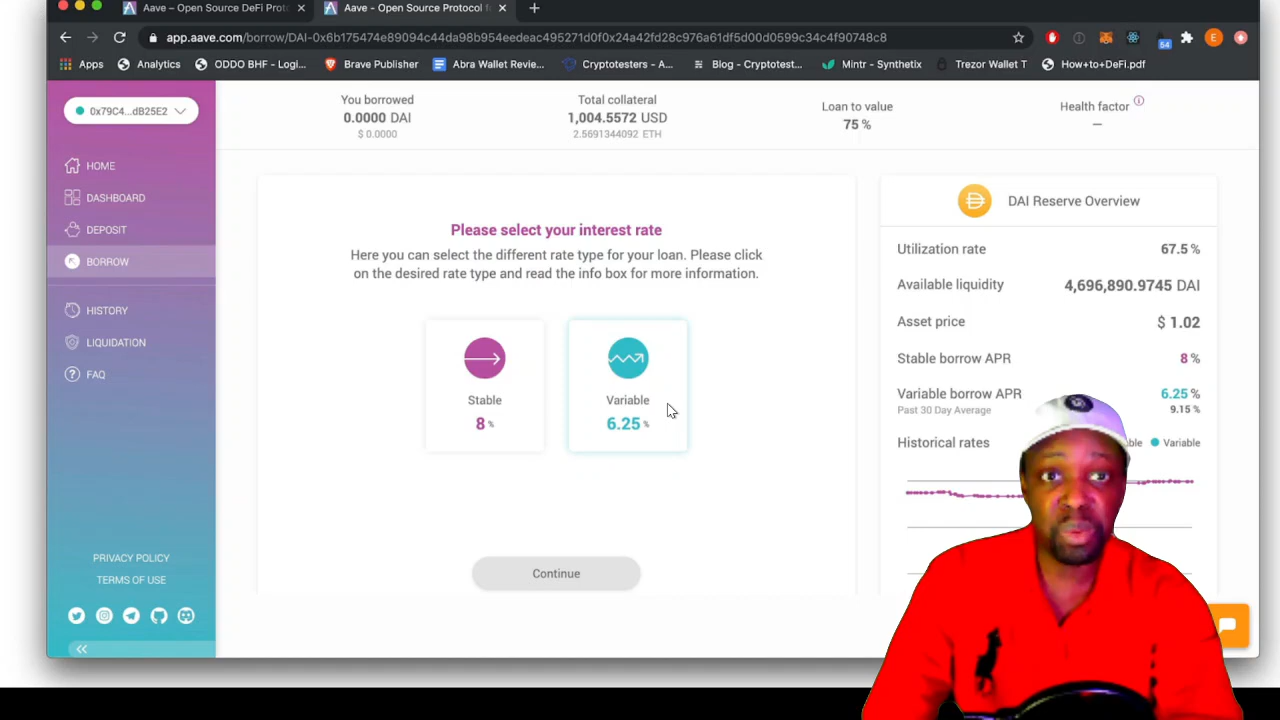 Aave – Open Source DeFi Proto
Aave - Open Source Protocol f
app.aave.com/borrow/DAI-0x6b175474e89094c44da98b954eedeac495271d0f0x24a42fd28c976a61df5d00d0599c34c4f90748c8
54
E
Apps
Analytics
ODDO BHF - Logi...
Brave Publisher
Abra Wallet Revie...
Cryptotesters - A...
Blog - Cryptotest...
Mintr - Synthetix
Trezor Wallet T
How+to+DeFi.pdf
0x79C4...dB25E2
HOME
DASHBOARD
DEPOSIT
BORROW
HISTORY
LIQUIDATION
FAQ
PRIVACY POLICY
TERMS OF USE
You borrowed
0.0000 DAI
$ 0.0000
Total collateral
1,004.5572 USD
2.5691344092 ETH
Loan to value
75 %
Health factor
—
Please select your interest rate
Here you can select the different rate type for your loan. Please click
on the desired rate type and read the info box for more information.
Stable
8 %
Variable
6.25 %
Continue
DAI Reserve Overview
Utilization rate 67.5 %
Available liquidity 4,696,890.9745 DAI
Asset price $ 1.02
Stable borrow APR 8 %
Variable borrow APR 6.25 %
Past 30 Day Average 9.15 %
Historical rates Variable